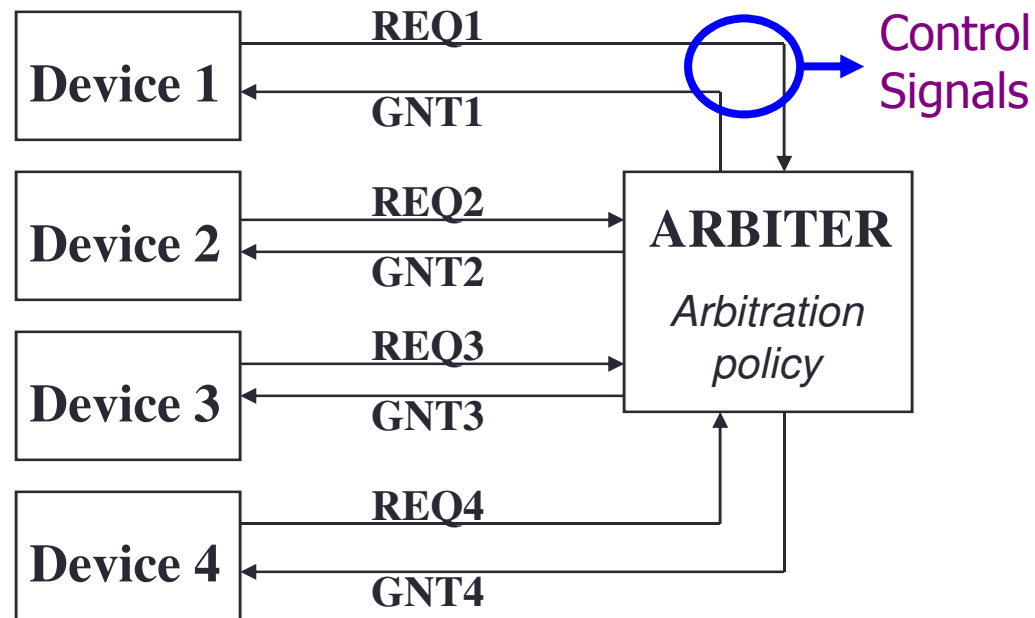 REQ1
Control
Signals
Device 1
GNT1
REQ2
ARBITER
Device 2
GNT2
Arbitration
policy
REQ3
Device 3
GNT3
REQ4
Device 4
GNT4